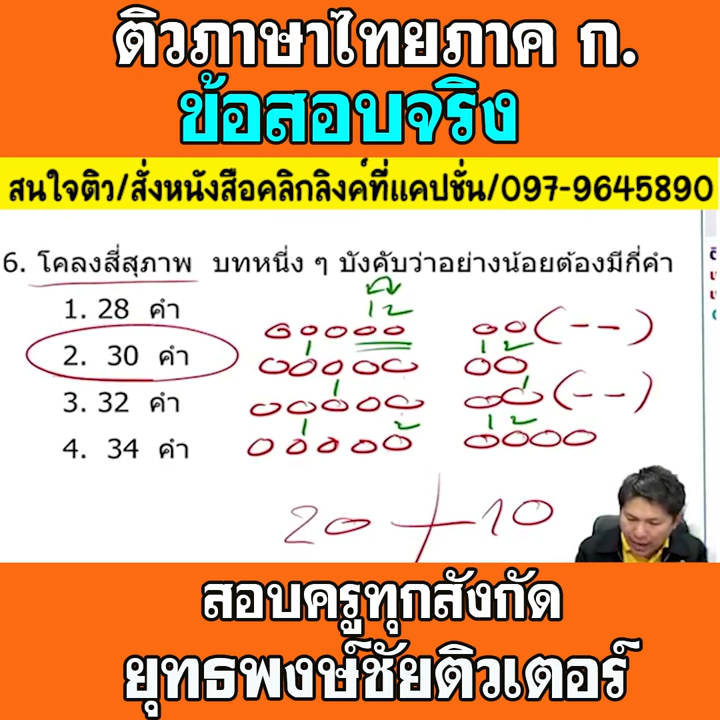 ติวภาษาไทยภาค ก.
ข้อสอบจริง
สนใจติว/สั่งหนังสือคลิกลิงค์ที่แคปชั่น/097-9645890
6. โคลงสี่สุภาพ บทหนึ่ง ๆ บังคับว่าอย่างน้อยต้องมีกี่คำ
1. 28 คำ
2. 30 คำ
3. 32 คำ
4. 34 คำ
20 + 10
สอบครูทุกสังกัด
ยุทธพงษ์ชัยติวเตอร์